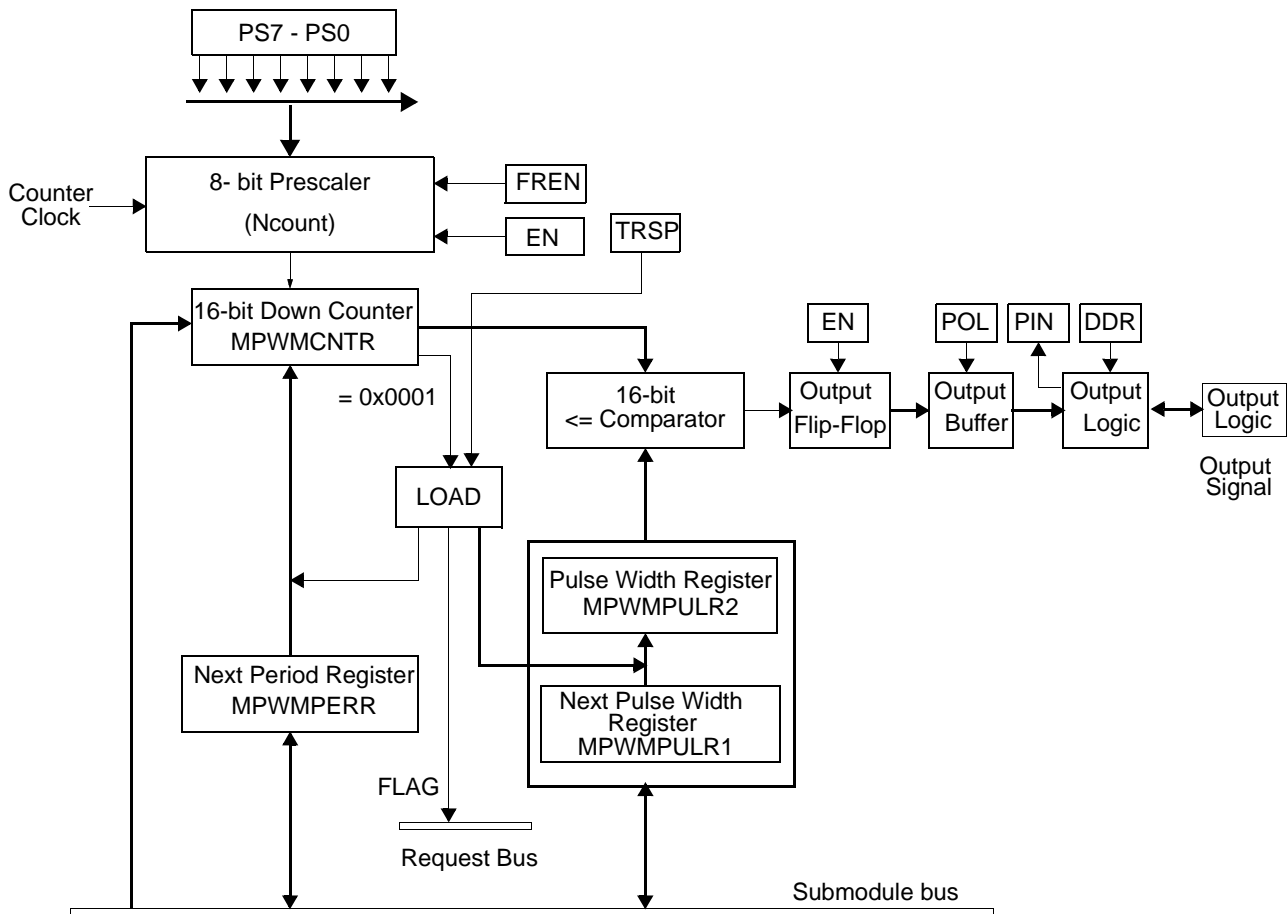 PS7 - PS0
8- bit Prescaler
(Ncount)
Counter
Clock
FREN
EN
TRSP
16-bit Down Counter
MPWMCNTR
= 0x0001
LOAD
16-bit
<= Comparator
EN
POL
PIN
DDR
Output
Flip-Flop
Output
Buffer
Output
Logic
Output
Logic
Output
Signal
Pulse Width Register
MPWMPULR2
Next Pulse Width
Register
MPWMPULR1
Next Period Register
MPWMPERR
FLAG
Request Bus
Submodule bus